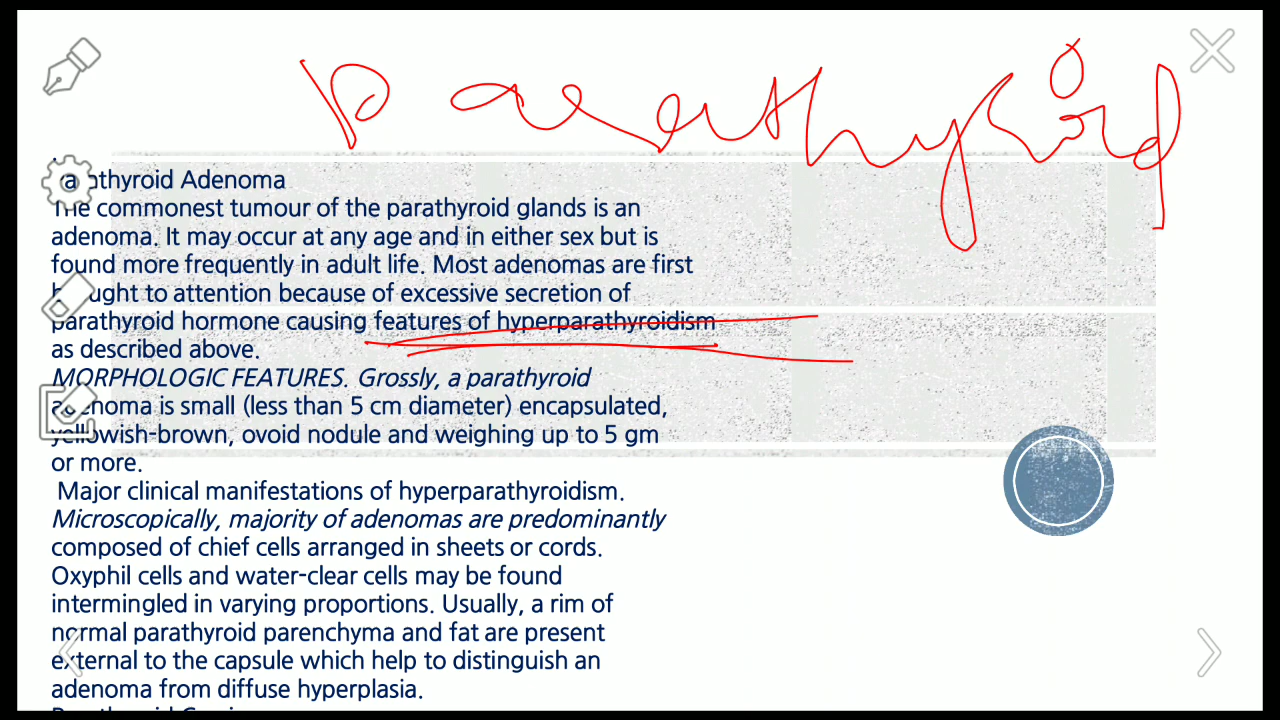 Parathyroid
Parathyroid Adenoma
The commonest tumour of the parathyroid glands is an
adenoma. It may occur at any age and in either sex but is
found more frequently in adult life. Most adenomas are first
brought to attention because of excessive secretion of
parathyroid hormone causing features of hyperparathyroidism
as described above.
MORPHOLOGIC FEATURES. Grossly, a parathyroid
adenoma is small (less than 5 cm diameter) encapsulated,
yellowish-brown, ovoid nodule and weighing up to 5 gm
or more.
Major clinical manifestations of hyperparathyroidism.
Microscopically, majority of adenomas are predominantly
composed of chief cells arranged in sheets or cords.
Oxyphil cells and water-clear cells may be found
intermingled in varying proportions. Usually, a rim of
normal parathyroid parenchyma and fat are present
external to the capsule which help to distinguish an
adenoma from diffuse hyperplasia.